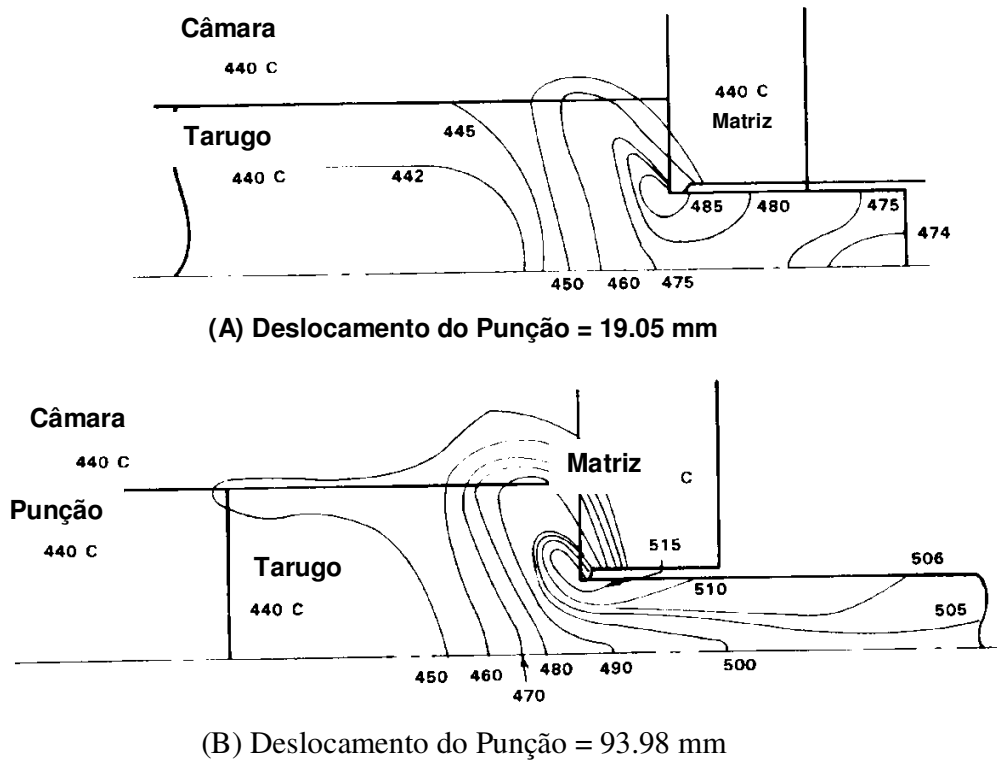 Câmara
440 C
Tarugo
440 C
445
442
440 C
Matriz
485
480
475
474
450
460
475
(A) Deslocamento do Punção = 19.05 mm
Câmara
440 C
Punção
440 C
Tarugo
440 C
Matriz
C
515
510
506
505
450
460
470
480
490
500
(B) Deslocamento do Punção = 93.98 mm